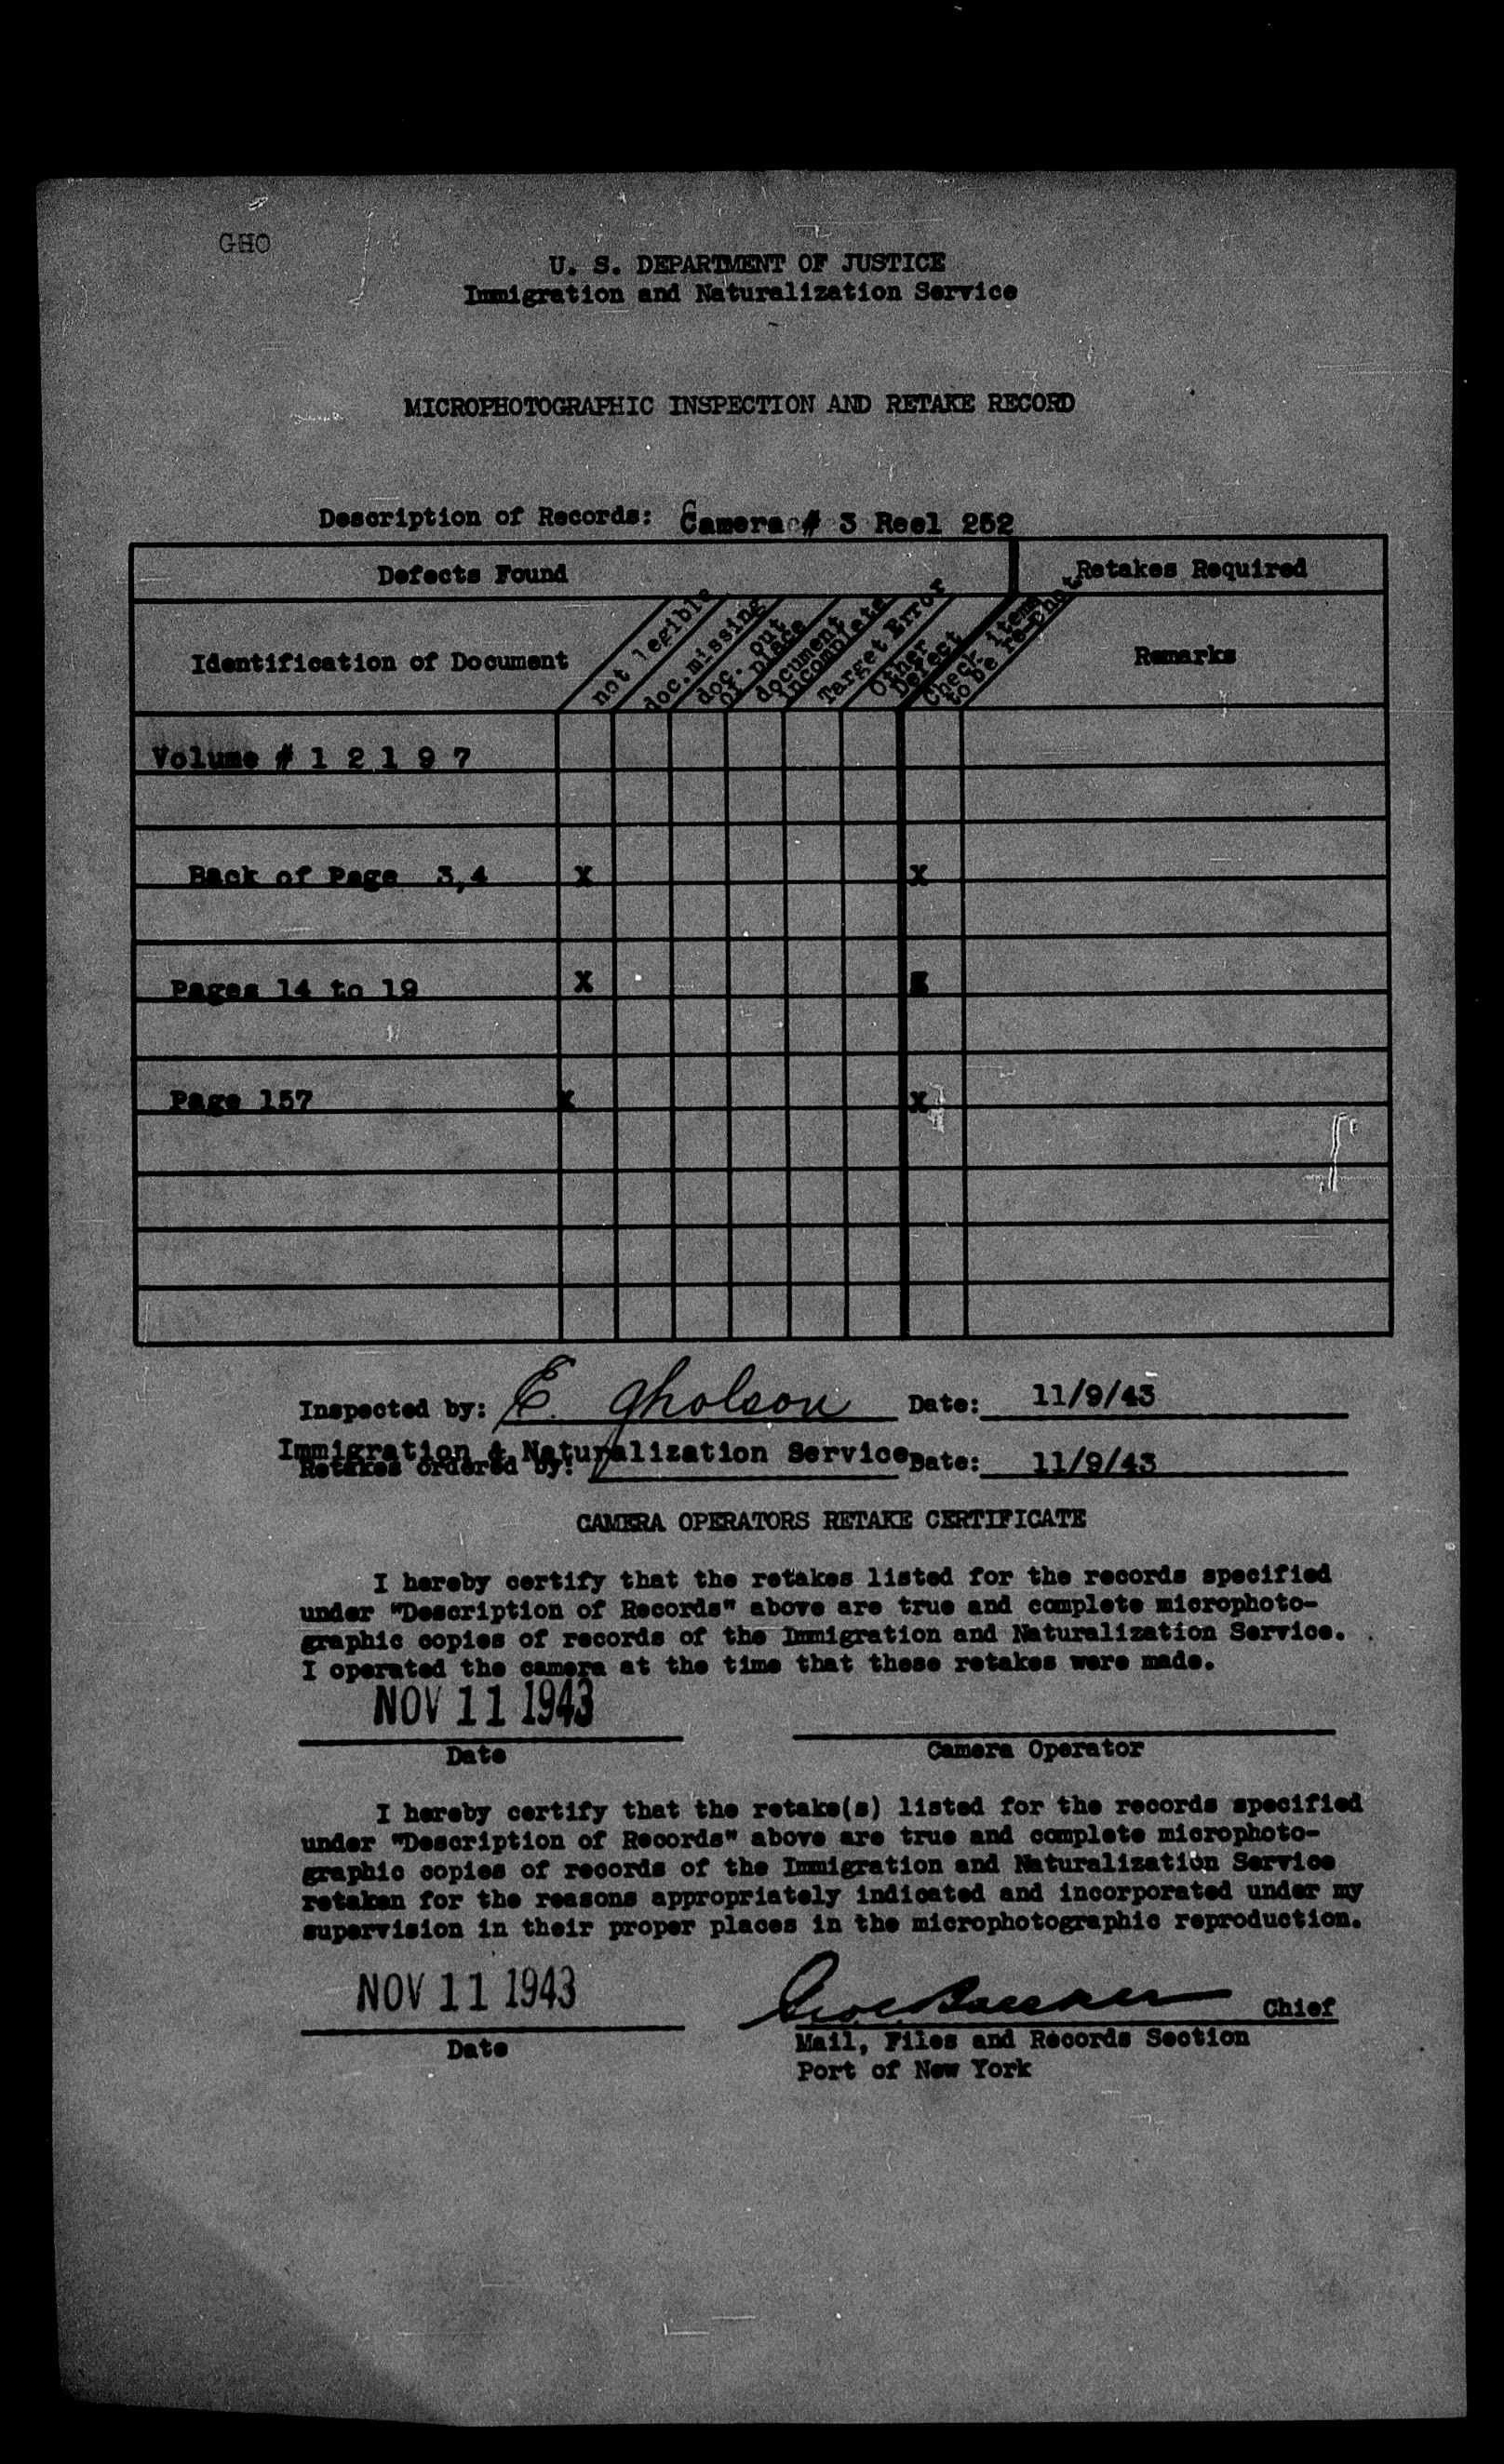 GHO
U. S. DEPARTMENT OF JUSTICE
Immigration and Naturalization Service
MICROPHOTOGRAPHIC INSPECTION AND RETAKE RECORD
Description of Records: Camera # 3 Reel 252
Defects Found
Retakes Required
Identification of Document
not legible
doc.missing
doc. out
of place
document
incomplete
Target Error
Other
Defect
Check items
to be re-phot
Remarks
Volume # 1 2 1 9 7
Back of Page 3,4 X X
Pages 14 to 19 X X
Page 157 X X
Inspected by: E. Gholson Date: 11/9/43
Immigration & Naturalization Service
Retakes ordered by: Date: 11/9/43
CAMERA OPERATORS RETAKE CERTIFICATE
I hereby certify that the retakes listed for the records specified
under "Description of Records" above are true and complete microphoto-
graphic copies of records of the Immigration and Naturalization Service.
I operated the camera at the time that these retakes were made.
NOV 11 1943
Date
Camera Operator
I hereby certify that the retake(s) listed for the records specified
under "Description of Records" above are true and complete microphoto-
graphic copies of records of the Immigration and Naturalization Service
retaken for the reasons appropriately indicated and incorporated under my
supervision in their proper places in the microphotographic reproduction.
NOV 11 1943
Date
Chief
Mail, Files and Records Section
Port of New York